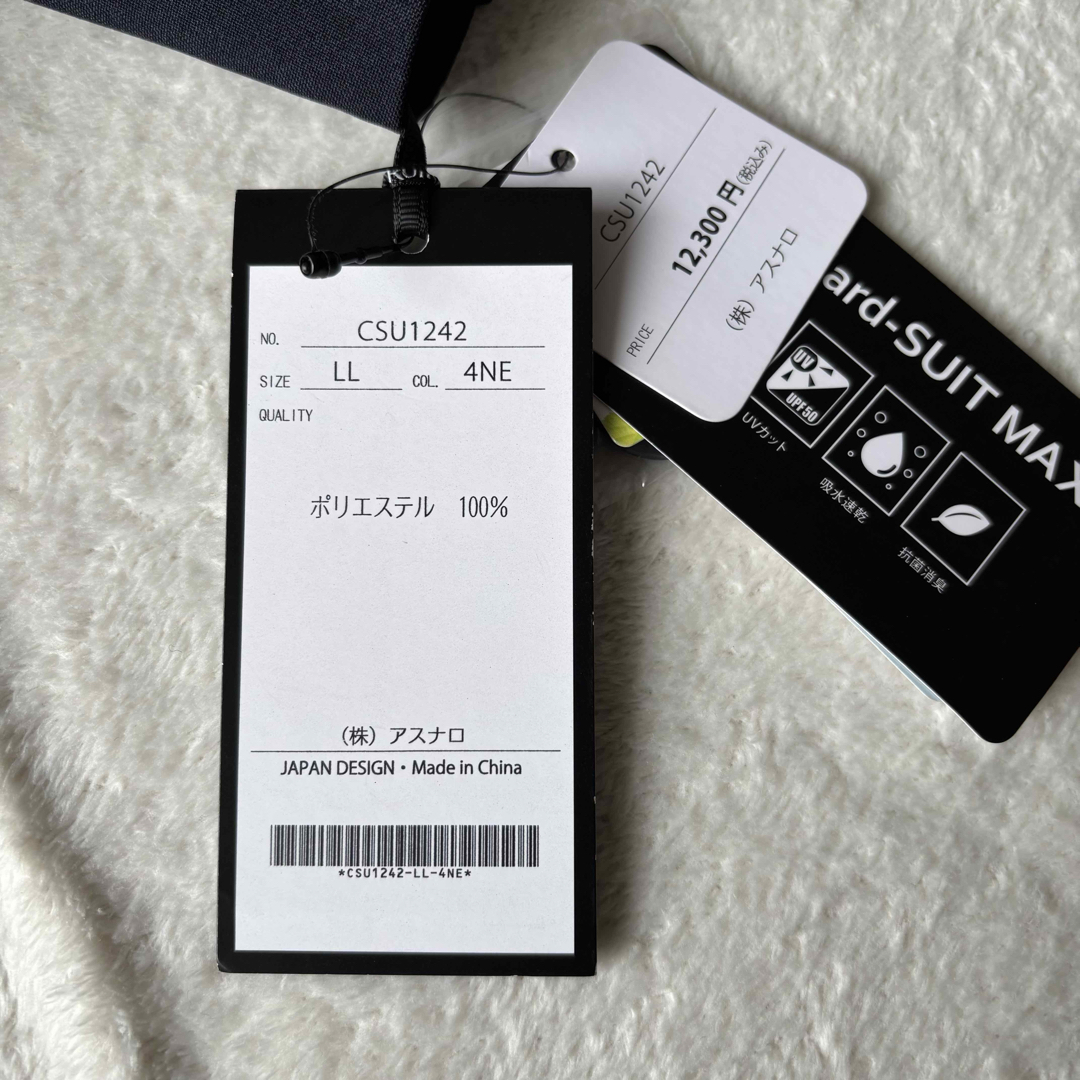 NO. CSU1242
SIZE LL COL. 4NE
QUALITY
ポリエステル 100%
(株) アスナロ
JAPAN DESIGN・Made in China
*CSU1242-LL-4NE*
CSU1242
PRICE 12,300 円(税込み)
(株) アスナロ
ard-SUIT MAX
UV
UPF50
UVカット
吸水速乾
抗菌消臭